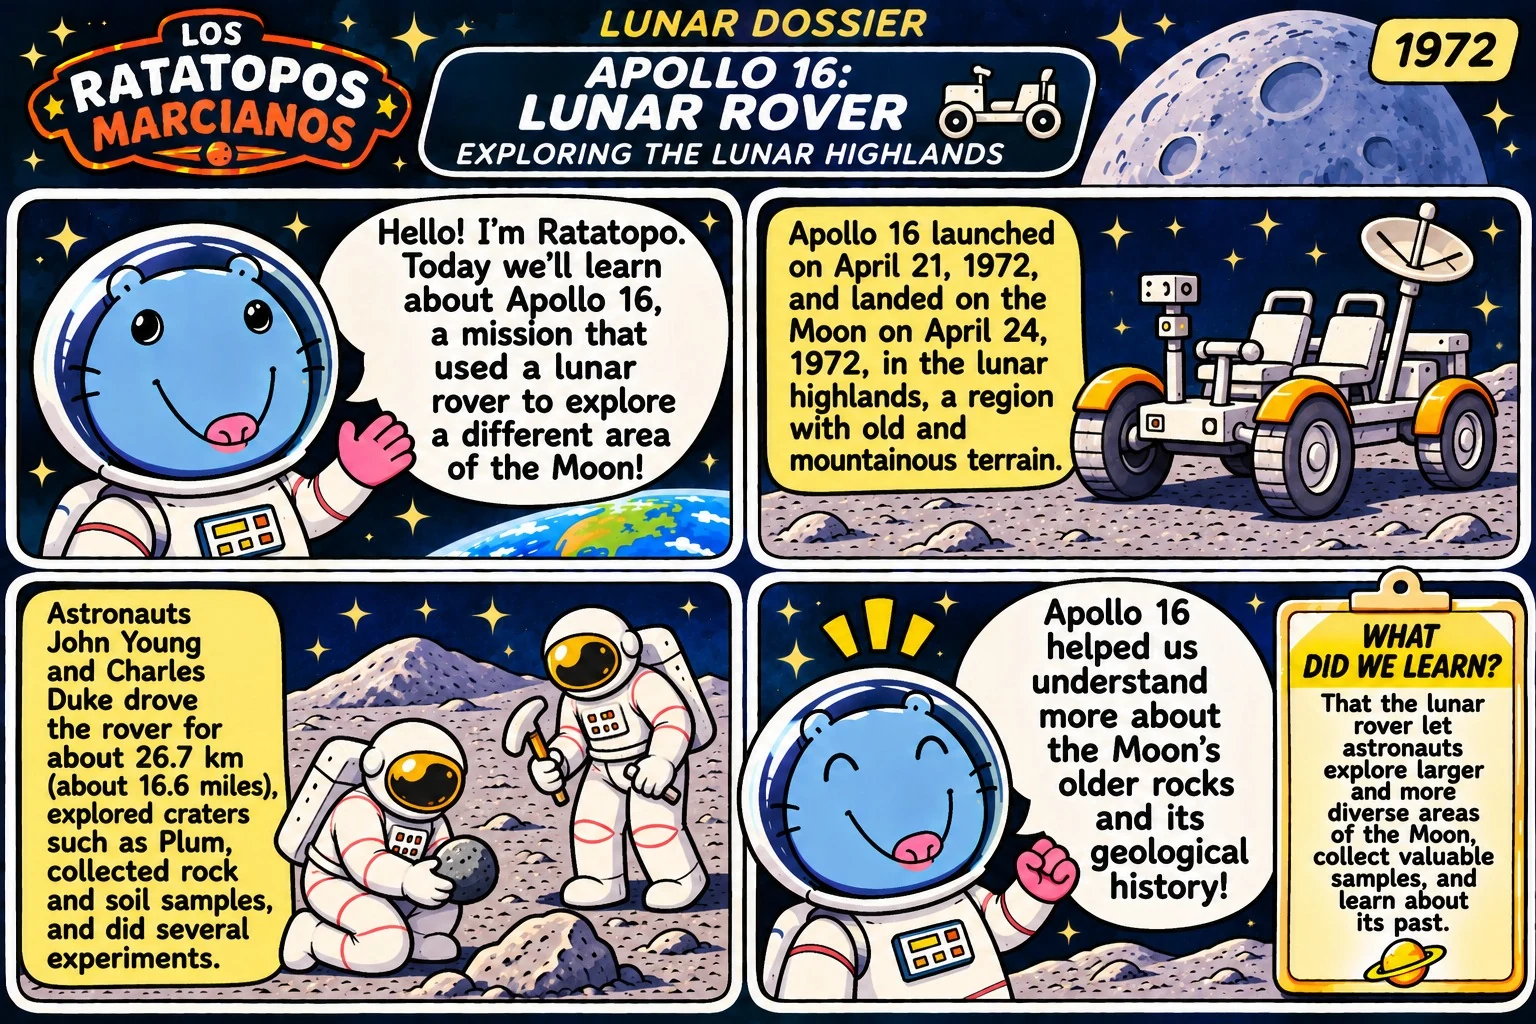 LOS
RATATOPOS
MARCIANOS
LUNAR DOSSIER
APOLLO 16:
LUNAR ROVER
EXPLORING THE LUNAR HIGHLANDS
1972
Hello! I'm Ratatopo.
Today we'll learn
about Apollo 16,
a mission that
used a lunar
rover to explore
a different area
of the Moon!
Apollo 16 launched
on April 21, 1972,
and landed on the
Moon on April 24,
1972, in the lunar
highlands, a region
with old and
mountainous terrain.
Astronauts
John Young
and Charles
Duke drove
the rover for
about 26.7 km
(about 16.6 miles),
explored craters
such as Plum,
collected rock
and soil samples,
and did several
experiments.
Apollo 16
helped us
understand
more about
the Moon's
older rocks
and its
geological
history!
WHAT
DID WE LEARN?
That the lunar
rover let
astronauts
explore larger
and more
diverse areas
of the Moon,
collect valuable
samples, and
learn about
its past.